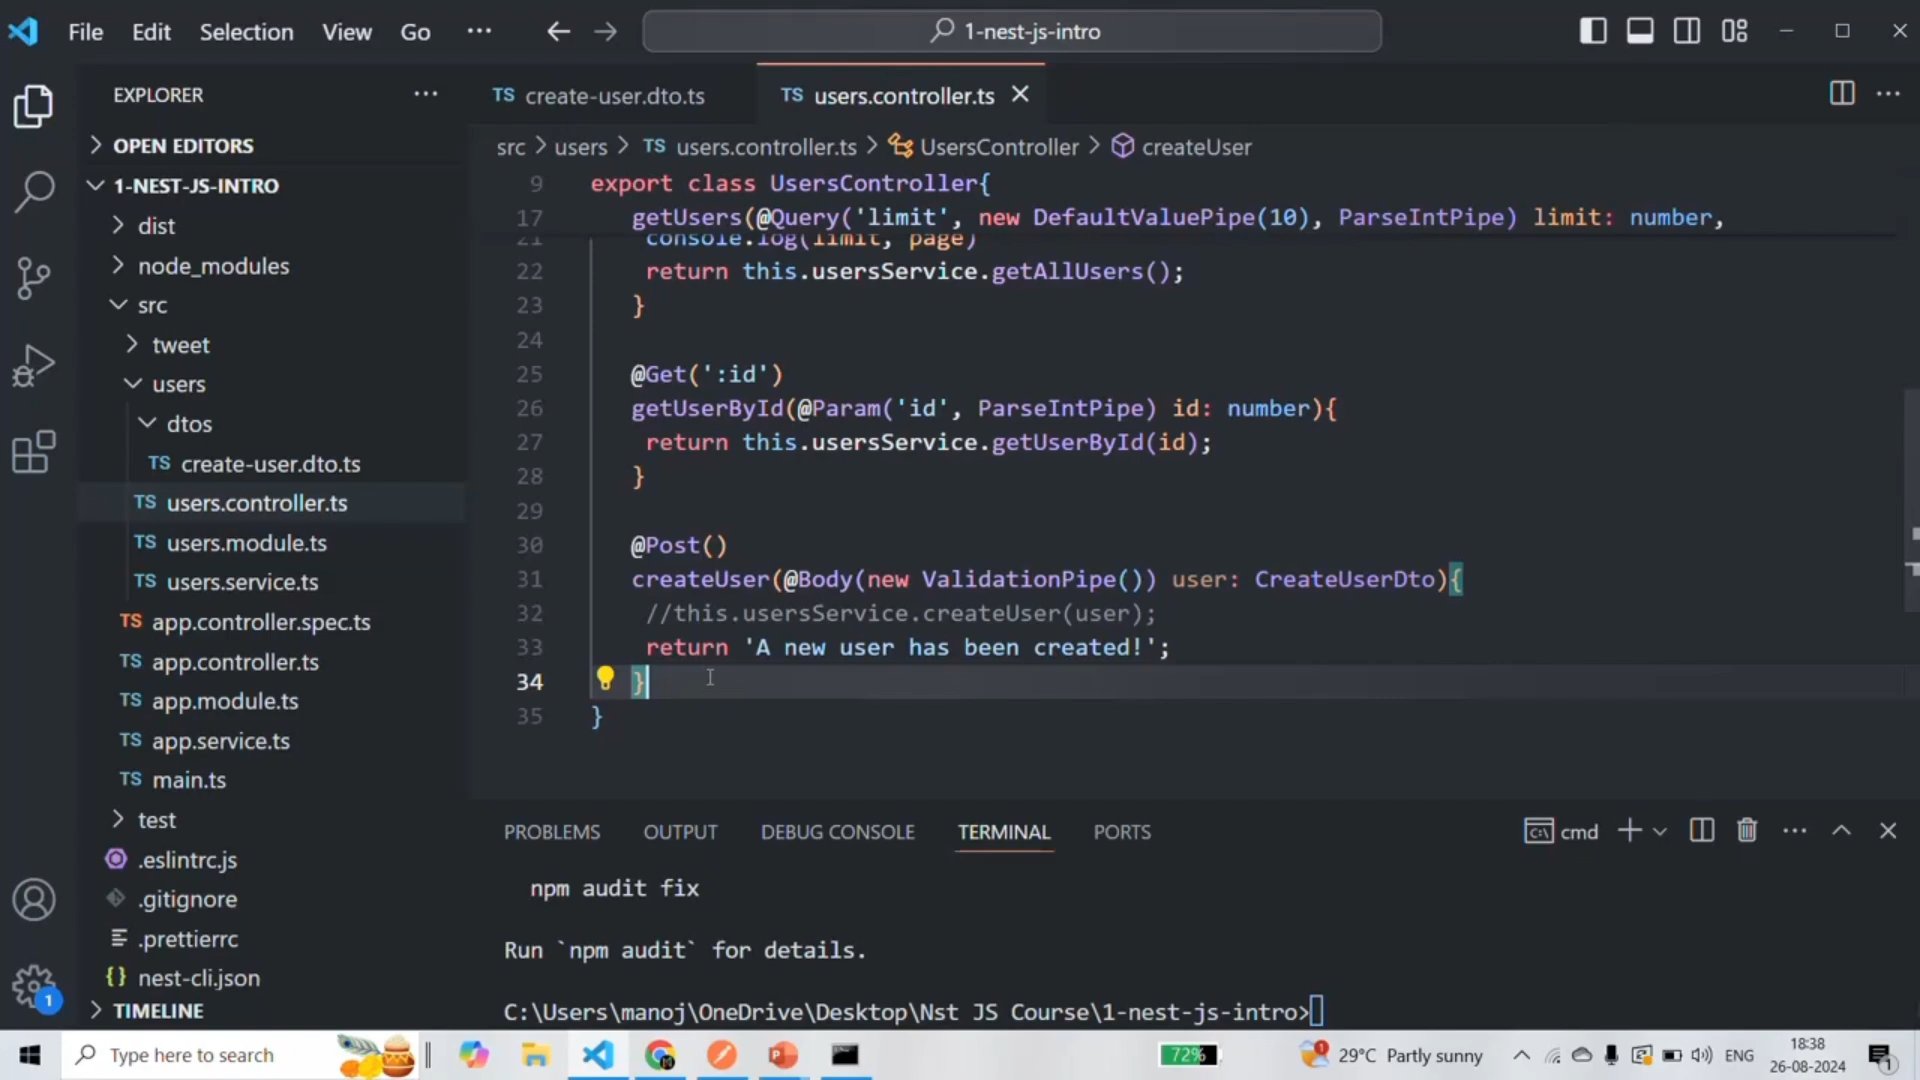 File Edit Selection View Go ··· 1-nest-js-intro
EXPLORER
OPEN EDITORS
1-NEST-JS-INTRO
dist
node_modules
src
tweet
users
dtos
TS create-user.dto.ts
TS users.controller.ts
TS users.module.ts
TS users.service.ts
TS app.controller.spec.ts
TS app.controller.ts
TS app.module.ts
TS app.service.ts
TS main.ts
test
.eslintrc.js
.gitignore
.prettierrc
{} nest-cli.json
TIMELINE
1
TS create-user.dto.ts TS users.controller.ts
src > users > TS users.controller.ts > UsersController > createUser
9 export class UsersController{
17 getUsers(@Query('limit', new DefaultValuePipe(10), ParseIntPipe) limit: number,
21 console.log(limit, page)
22 return this.usersService.getAllUsers();
23 }
24
25 @Get(':id')
26 getUserById(@Param('id', ParseIntPipe) id: number){
27 return this.usersService.getUserById(id);
28 }
29
30 @Post()
31 createUser(@Body(new ValidationPipe()) user: CreateUserDto){
32 //this.usersService.createUser(user);
33 return 'A new user has been created!';
34 }
35 }
PROBLEMS OUTPUT DEBUG CONSOLE TERMINAL PORTS cmd
npm audit fix
Run `npm audit` for details.
C:\Users\manoj\OneDrive\Desktop\Nst JS Course\1-nest-js-intro>
Type here to search 72% 1 29°C Partly sunny ENG 18:38
26-08-2024 1